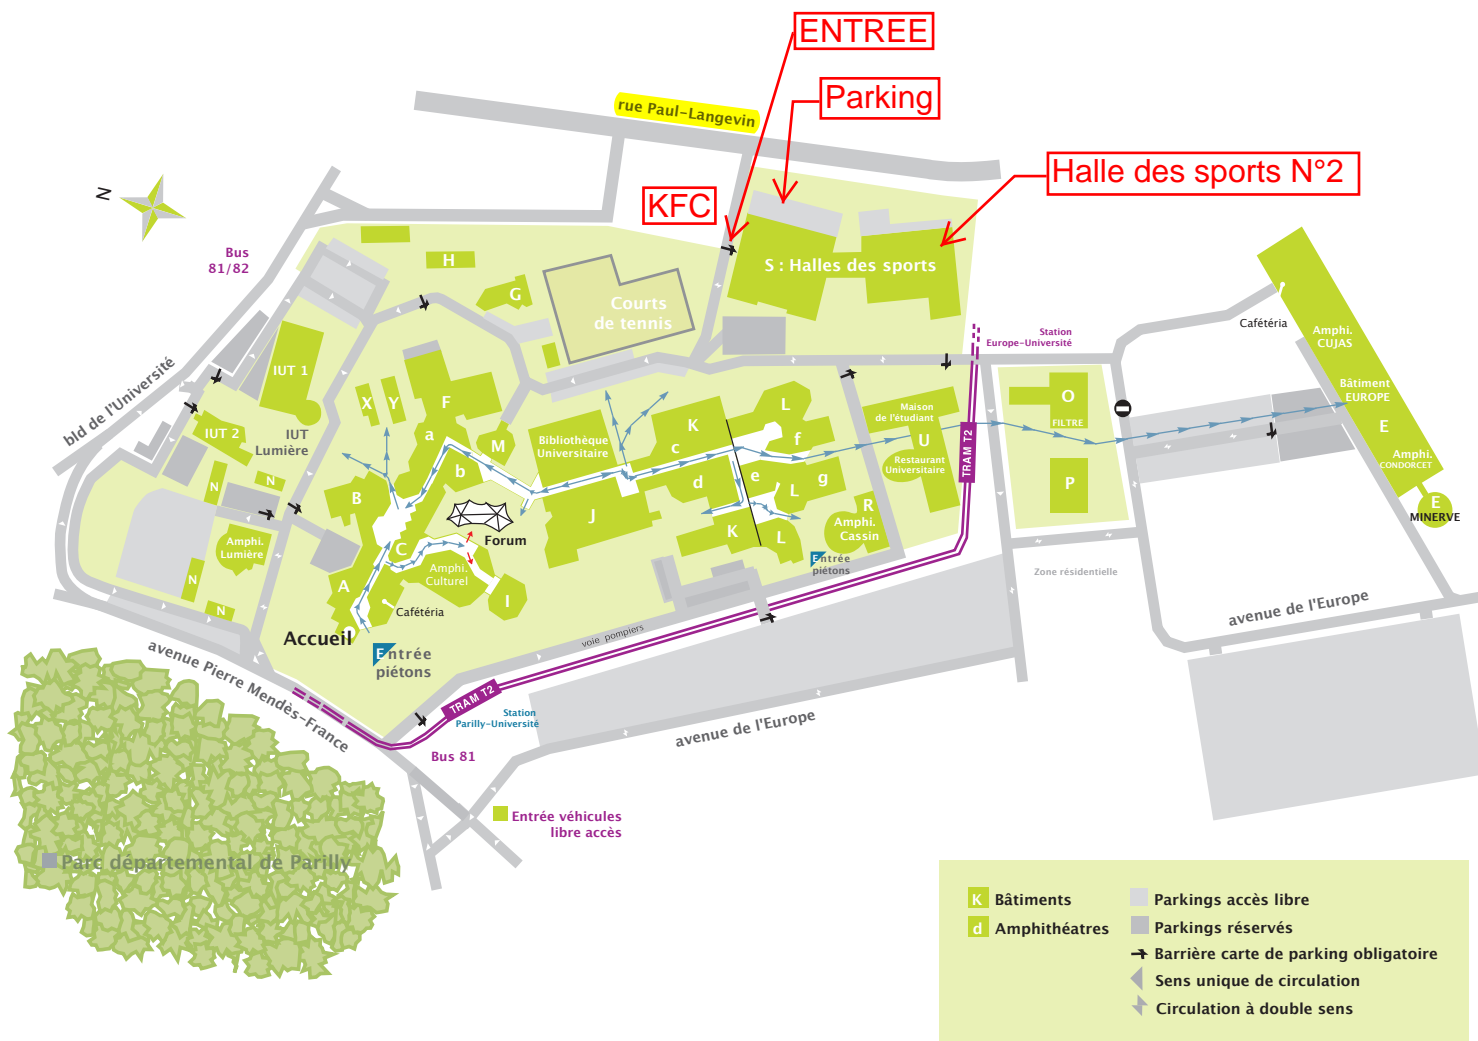 ENTREE
Parking
rue Paul-Langevin
Halle des sports N°2
KFC
N
Bus
81/82
H
G
S : Halles des sports
Courts
de tennis
Station
Europe-Université
Cafétéria
Amphi.
CUJAS
Bâtiment
EUROPE
E
Amphi.
CONDORCET
E
MINERVE
bld de l'Université
IUT 1
IUT 2
IUT
Lumière
X
Y
F
a
M
b
B
Bibliothèque
Universitaire
K
c
L
f
Maison
de l'étudiant
U
Restaurant
Universitaire
TRAM T2
O
FILTRE
P
d
e
L
g
R
Amphi.
Cassin
J
K
L
N
N
Amphi.
Lumière
N
N
Forum
C
Amphi.
Culturel
A
I
Cafétéria
Accueil
Entrée
piétons
Entrée
piétons
Zone résidentielle
avenue de l'Europe
voie pompiers
avenue Pierre Mendès-France
TRAM T2
Station
Parilly-Université
avenue de l'Europe
Bus 81
Entrée véhicules
libre accès
Parc départemental de Parilly
K Bâtiments
d Amphithéatres
Parkings accès libre
Parkings réservés
Barrière carte de parking obligatoire
Sens unique de circulation
Circulation à double sens